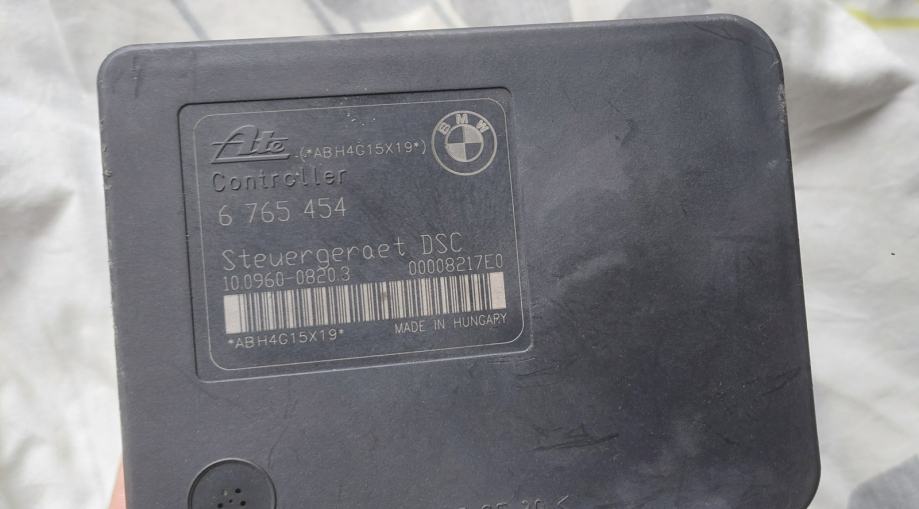 Ate (*ABH4G15X19*) BMW
Controller
6 765 454
Steuergeraet DSC
10.0960-0820.3 00008217E0
*ABH4G15X19* MADE IN HUNGARY